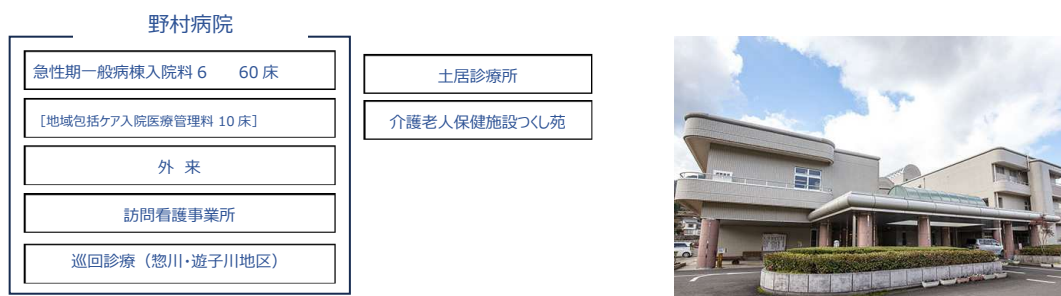 野村病院
急性期一般病棟入院料6　60床
［地域包括ケア入院医療管理料 10床］
外　来
訪問看護事業所
巡回診療（惣川・遊子川地区）
土居診療所
介護老人保健施設つくし苑